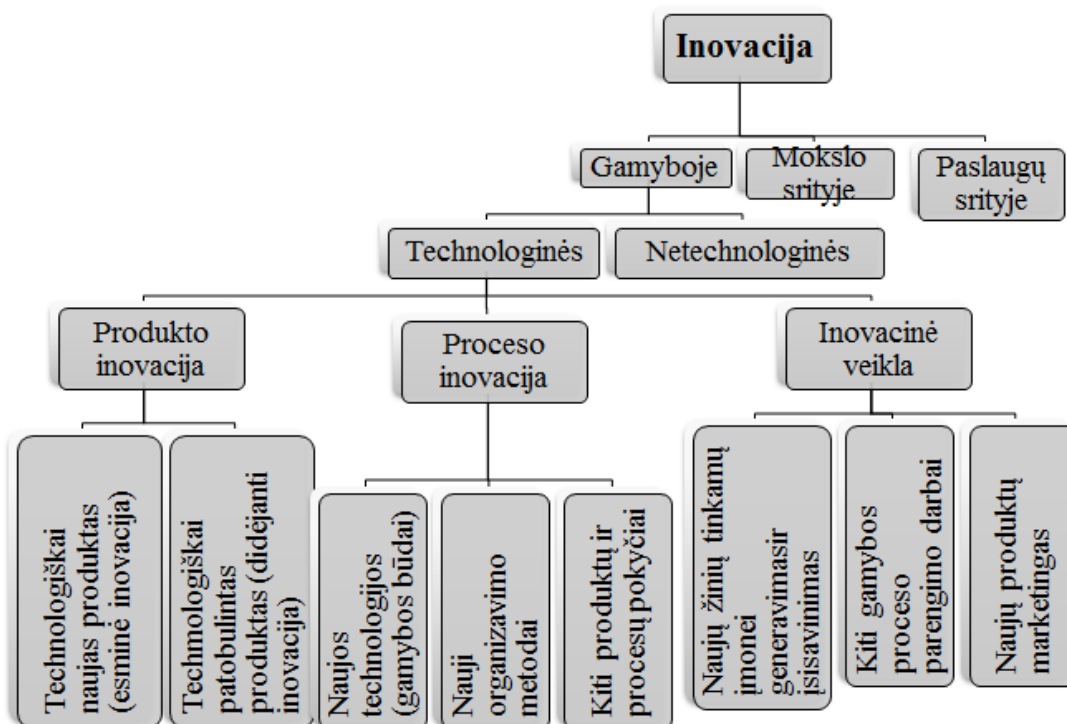 Inovacija
Gamyboje
Mokslo
srityje
Paslaugų
srityje
Technologinės
Netechnologinės
Produkto
inovacija
Proceso
inovacija
Inovacinė
veikla
Technologiškai
naujas produktas
(esminė inovacija)
Technologiškai
patobulintas
produktas (didėjanti
inovacija)
Naujos
technologijos
(gamybos būdai)
Nauji
organizavimo
metodai
Kiti produktų ir
procesų pokyčiai
Naujų žinių tinkamų
įmonei
generavimasir
įsisavinimas
Kiti gamybos
proceso
parengimo darbai
Naujų produktų
marketingas